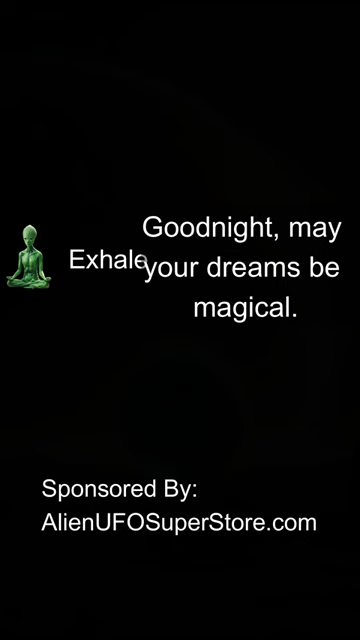 Goodnight, may
Exhale
your dreams be
magical.
Sponsored By:
AlienUFOSuperStore.com